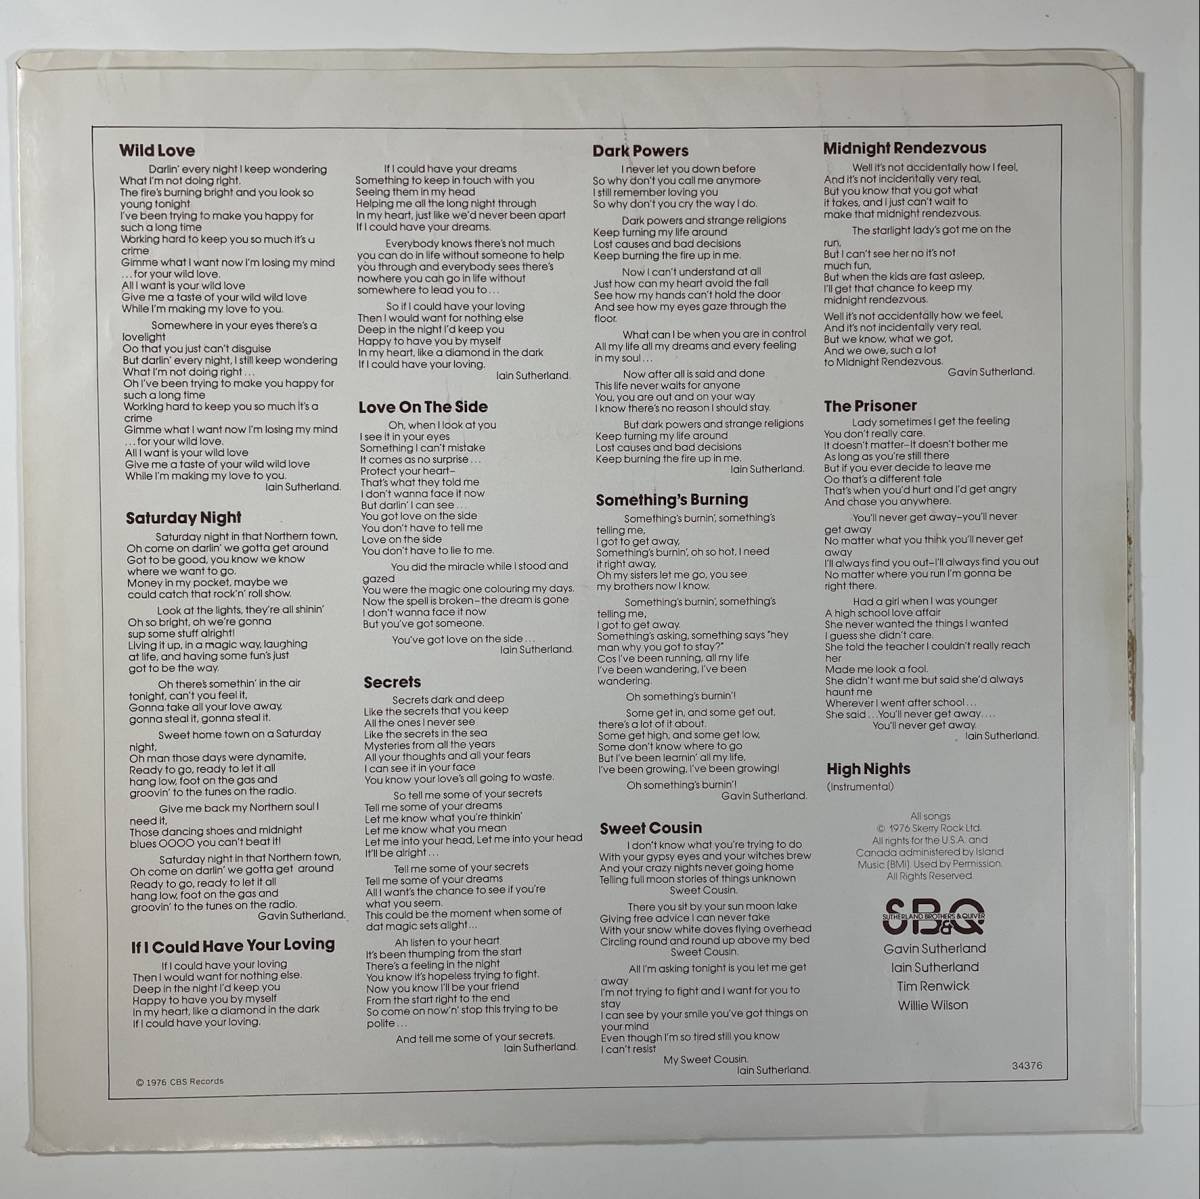 Wild Love
Darlin' every night I keep wondering
What I'm not doing right.
The fire's burning bright and you look so
young tonight
I've been trying to make you happy for
such a long time
Working hard to keep you so much it's a
crime
Gimme what I want now I'm losing my mind
...for your wild love.
All I want is your wild love
Give me a taste of your wild wild love
While I'm making my love to you.
Somewhere in your eyes there's a
lovelight
Oo that you just can't disguise
But darlin' every night, I still keep wondering
What I'm not doing right...
Oh I've been trying to make you happy for
such a long time
Working hard to keep you so much it's a
crime
Gimme what I want now I'm losing my mind
...for your wild love.
All I want is your wild love
Give me a taste of your wild wild love
While I'm making my love to you.
Iain Sutherland.
Saturday Night
Saturday night in that Northern town,
Oh come on darlin' we gotta get around
Got to be good, you know we know
where we want to go.
Money in my pocket, maybe we
could catch that rock'n' roll show.
Look at the lights, they're all shinin'
Oh so bright, oh we're gonna
sup some stuff alright!
Living it up, in a magic way, laughing
at life, and having some fun's just
got to be the way.
Oh there's somethin' in the air
tonight, can't you feel it,
Gonna take all your love away,
gonna steal it, gonna steal it.
Sweet home town on a Saturday
night,
Oh man those days were dynamite,
Ready to go, ready to let it all
hang low, foot on the gas and
groovin' to the tunes on the radio.
Give me back my Northern soul I
need it,
Those dancing shoes and midnight
blues OOOO you can't beat it!
Saturday night in that Northern town,
Oh come on darlin' we gotta get around
Ready to go, ready to let it all
hang low, foot on the gas and
groovin' to the tunes on the radio.
Gavin Sutherland.
If I Could Have Your Loving
If I could have your loving
Then I would want for nothing else.
Deep in the night I'd keep you
Happy to have you by myself
In my heart, like a diamond in the dark
If I could have your loving.
© 1976 CBS Records
If I could have your dreams
Something to keep in touch with you
Seeing them in my head
Helping me all the long night through
In my heart, just like we'd never been apart
If I could have your dreams.
Everybody knows there's not much
you can do in life without someone to help
you through and everybody sees there's
nowhere you can go in life without
somewhere to lead you to...
So if I could have your loving
Then I would want for nothing else
Deep in the night I'd keep you
Happy to have you by myself
In my heart, like a diamond in the dark
If I could have your loving.
Iain Sutherland.
Love On The Side
Oh, when I look at you
I see it in your eyes
Something I can't mistake
It comes as no surprise...
Protect your heart—
That's what they told me
I don't wanna face it now
But darlin' I can see...
You got love on the side
You don't have to tell me
Love on the side
You don't have to lie to me.
You did the miracle while I stood and
gazed
You were the magic one colouring my days.
Now the spell is broken—the dream is gone
I don't wanna face it now
But you've got someone.
You've got love on the side...
Iain Sutherland.
Secrets
Secrets dark and deep
Like the secrets that you keep
All the ones I never see
Like the secrets in the sea
Mysteries from all the years
All your thoughts and all your fears
I can see it in your face
You know your love's all going to waste.
So tell me some of your secrets
Tell me some of your dreams
Let me know what you're thinkin'
Let me know what you mean
Let me into your head, Let me into your head
It'll be alright...
Tell me some of your secrets
Tell me some of your dreams
All I want's the chance to see if you're
what you seem.
This could be the moment when some of
dat magic sets alight...
Ah listen to your heart
It's been thumping from the start
There's a feeling in the night
You know it's hopeless trying to fight.
Now you know I'll be your friend
From the start right to the end
So come on now'n' stop this trying to be
polite...
And tell me some of your secrets.
Iain Sutherland.
Dark Powers
I never let you down before
So why don't you call me anymore
I still remember loving you
So why don't you cry the way I do.
Dark powers and strange religions
Keep turning my life around
Lost causes and bad decisions
Keep burning the fire up in me.
Now I can't understand at all
Just how can my heart avoid the fall
See how my hands can't hold the door
And see how my eyes gaze through the
floor.
What can I be when you are in control
All my life all my dreams and every feeling
in my soul...
Now after all is said and done
This life never waits for anyone
You, you are out and on your way
I know there's no reason I should stay.
But dark powers and strange religions
Keep turning my life around
Lost causes and bad decisions
Keep burning the fire up in me.
Iain Sutherland.
Something's Burning
Something's burnin', something's
telling me,
I got to get away,
Something's burnin', oh so hot, I need
it right away,
Oh my sisters let me go, you see
my brothers now I know.
Something's burnin', something's
telling me,
I got to get away.
Something's asking, something says "hey
man why you got to stay?"
Cos I've been running, all my life
I've been wandering, I've been
wandering.
Oh something's burnin'!
Some get in, and some get out,
there's a lot of it about.
Some get high, and some get low,
Some don't know where to go
But I've been learnin' all my life,
I've been growing, I've been growing!
Oh something's burnin'!
Gavin Sutherland.
Sweet Cousin
I don't know what you're trying to do
With your gypsy eyes and your witches brew
And your crazy nights never going home
Telling full moon stories of things unknown
Sweet Cousin.
There you sit by your sun moon lake
Giving free advice I can never take
With your snow white doves flying overhead
Circling round and round up above my bed
Sweet Cousin.
All I'm asking tonight is you let me get
away
I'm not trying to fight and I want for you to
stay
I can see by your smile you've got things on
your mind
Even though I'm so tired still you know
I can't resist
My Sweet Cousin.
Iain Sutherland.
Midnight Rendezvous
Well it's not accidentally how I feel,
And it's not incidentally very real,
But you know that you got what
it takes, and I just can't wait to
make that midnight rendezvous.
The starlight lady's got me on the
run,
But I can't see her no it's not
much fun,
But when the kids are fast asleep,
I'll get that chance to keep my
midnight rendezvous.
Well it's not accidentally how we feel,
And it's not incidentally very real,
But we know, what we got,
And we owe, such a lot
to Midnight Rendezvous.
Gavin Sutherland.
The Prisoner
Lady sometimes I get the feeling
You don't really care.
It doesn't matter—It doesn't bother me
As long as you're still there
But if you ever decide to leave me
Oo that's a different tale
That's when you'd hurt and I'd get angry
And chase you anywhere.
You'll never get away—you'll never
get away
No matter what you think you'll never get
away
I'll always find you out—I'll always find you out
No matter where you run I'm gonna be
right there.
Had a girl when I was younger
A high school love affair
She never wanted the things I wanted
I guess she didn't care.
She told the teacher I couldn't really reach
her
Made me look a fool.
She didn't want me but said she'd always
haunt me
Wherever I went after school...
She said...You'll never get away....
You'll never get away.
Iain Sutherland.
High Nights
(Instrumental)
All songs
© 1976 Skerry Rock Ltd.
All rights for the U.S.A. and
Canada administered by Island
Music (BMI). Used by Permission.
All Rights Reserved.
SB&Q
SUTHERLAND BROTHERS & QUIVER
Gavin Sutherland
Iain Sutherland
Tim Renwick
Willie Wilson
34376